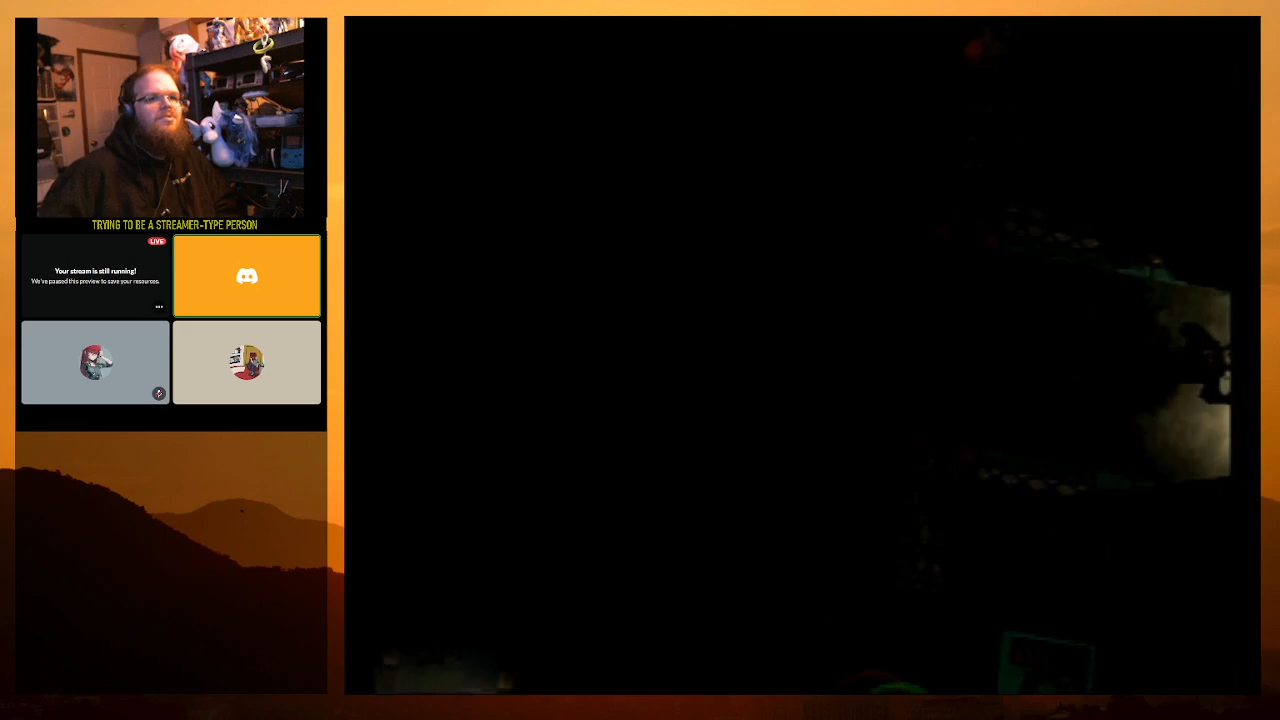 TRYING TO BE A STREAMER-TYPE PERSON
LIVE
Your stream is still running!
We've paused this preview to save your resources.